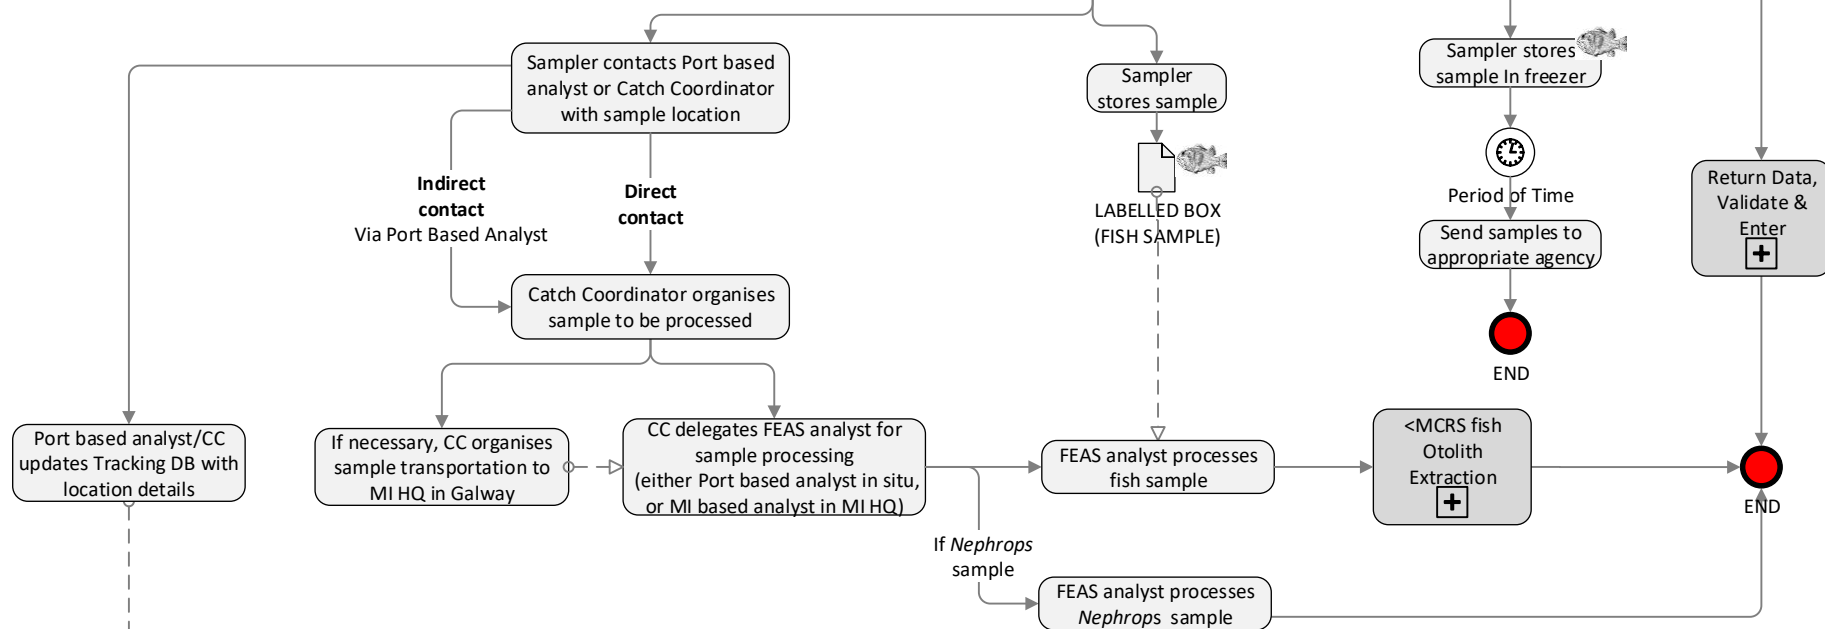 Sampler contacts Port based
analyst or Catch Coordinator
with sample location
Sampler
stores sample
Sampler stores
sample In freezer
Indirect
contact
Via Port Based Analyst
Direct
contact
LABELLED BOX
(FISH SAMPLE)
Period of Time
Send samples to
appropriate agency
Return Data,
Validate &
Enter
Catch Coordinator organises
sample to be processed
END
Port based analyst/CC
updates Tracking DB with
location details
If necessary, CC organises
sample transportation to
MI HQ in Galway
CC delegates FEAS analyst for
sample processing
(either Port based analyst in situ,
or MI based analyst in MI HQ)
FEAS analyst processes
fish sample
<MCRS fish
Otolith
Extraction
END
If Nephrops
sample
FEAS analyst processes
Nephrops sample